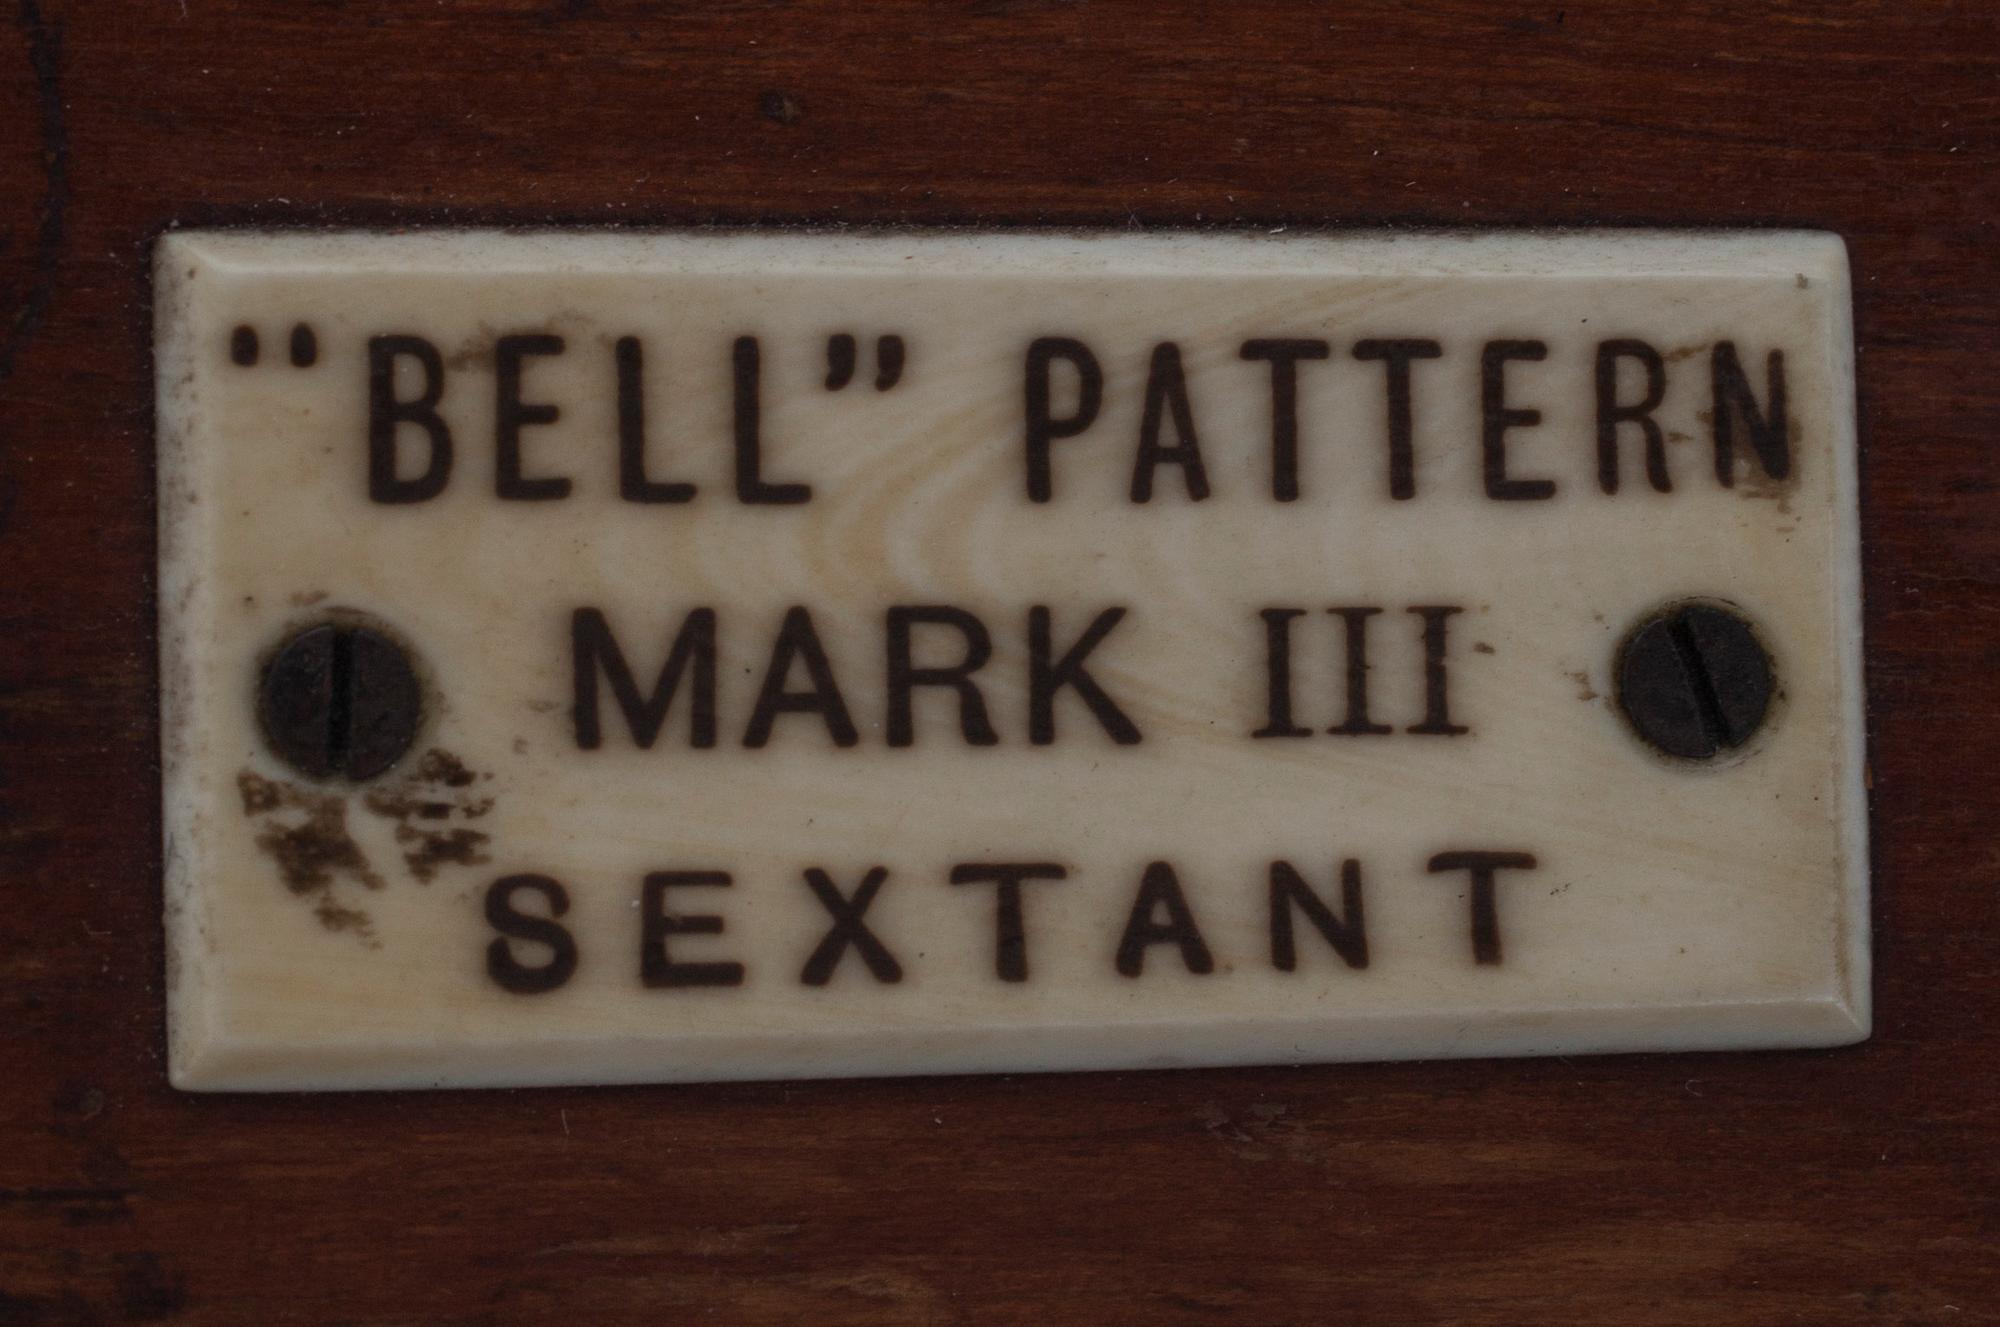 “BELL” PATTERN
MARK III
SEXTANT